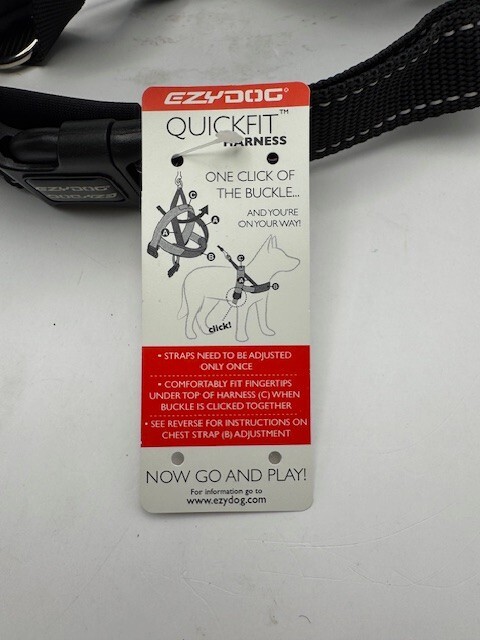 EZYDOG®
QUICKFIT™
HARNESS
ONE CLICK OF
THE BUCKLE...
AND YOU'RE
ON YOUR WAY!
C
A
A
B
C
A
B
click!
• STRAPS NEED TO BE ADJUSTED
ONLY ONCE
• COMFORTABLY FIT FINGERTIPS
UNDER TOP OF HARNESS (C) WHEN
BUCKLE IS CLICKED TOGETHER
• SEE REVERSE FOR INSTRUCTIONS ON
CHEST STRAP (B) ADJUSTMENT
NOW GO AND PLAY!
For information go to
www.ezydog.com
EZYDOG